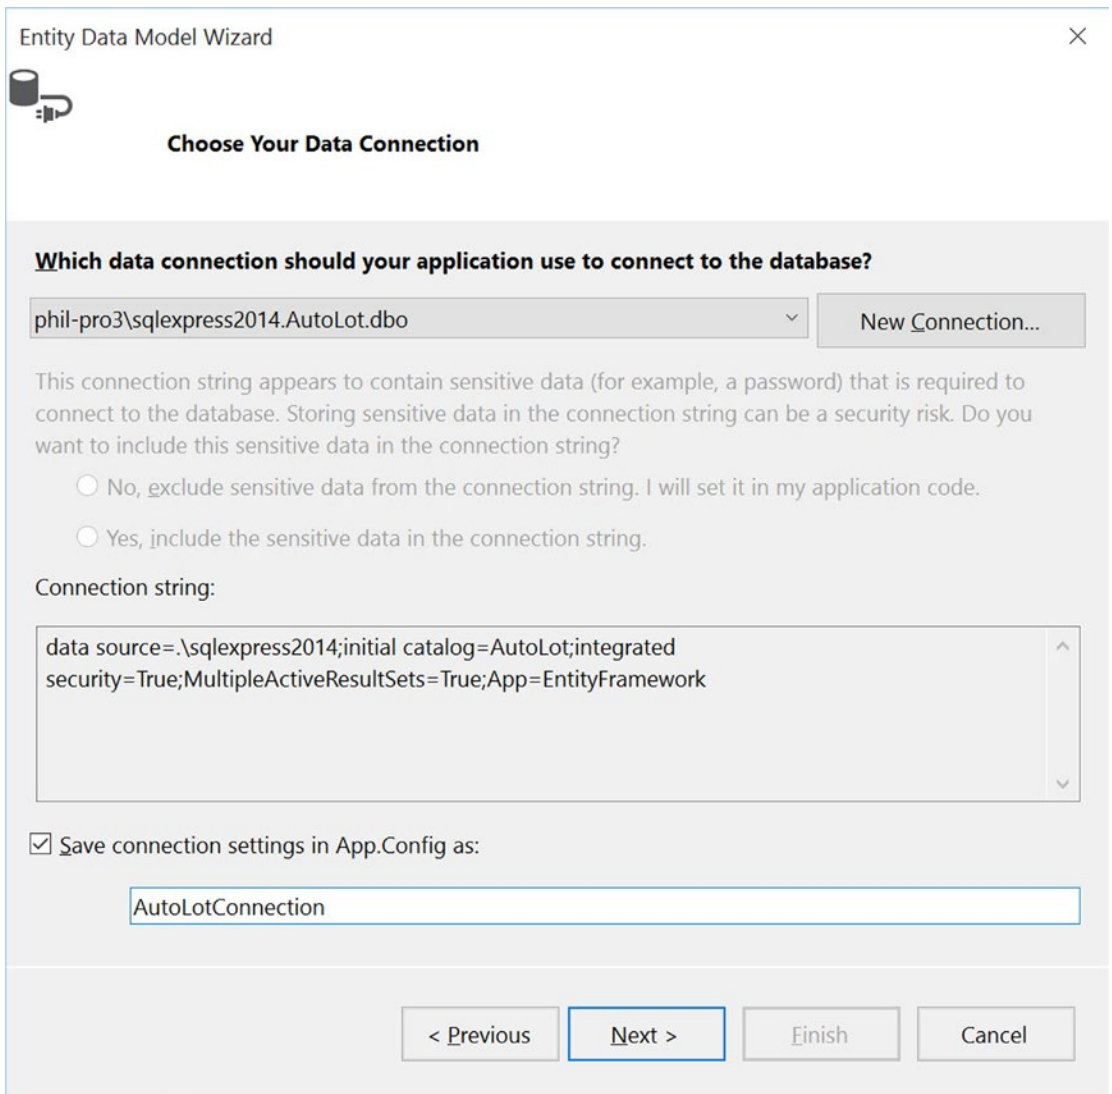 Entity Data Model Wizard
Choose Your Data Connection
Which data connection should your application use to connect to the database?
phil-pro3\sqlexpress2014.AutoLot.dbo
New Connection...
This connection string appears to contain sensitive data (for example, a password) that is required to
connect to the database. Storing sensitive data in the connection string can be a security risk. Do you
want to include this sensitive data in the connection string?
No, exclude sensitive data from the connection string. I will set it in my application code.
Yes, include the sensitive data in the connection string.
Connection string:
data source=.\sqlexpress2014;initial catalog=AutoLot;integrated
security=True;MultipleActiveResultSets=True;App=EntityFramework
Save connection settings in App.Config as:
AutoLotConnection
< Previous
Next >
Finish
Cancel